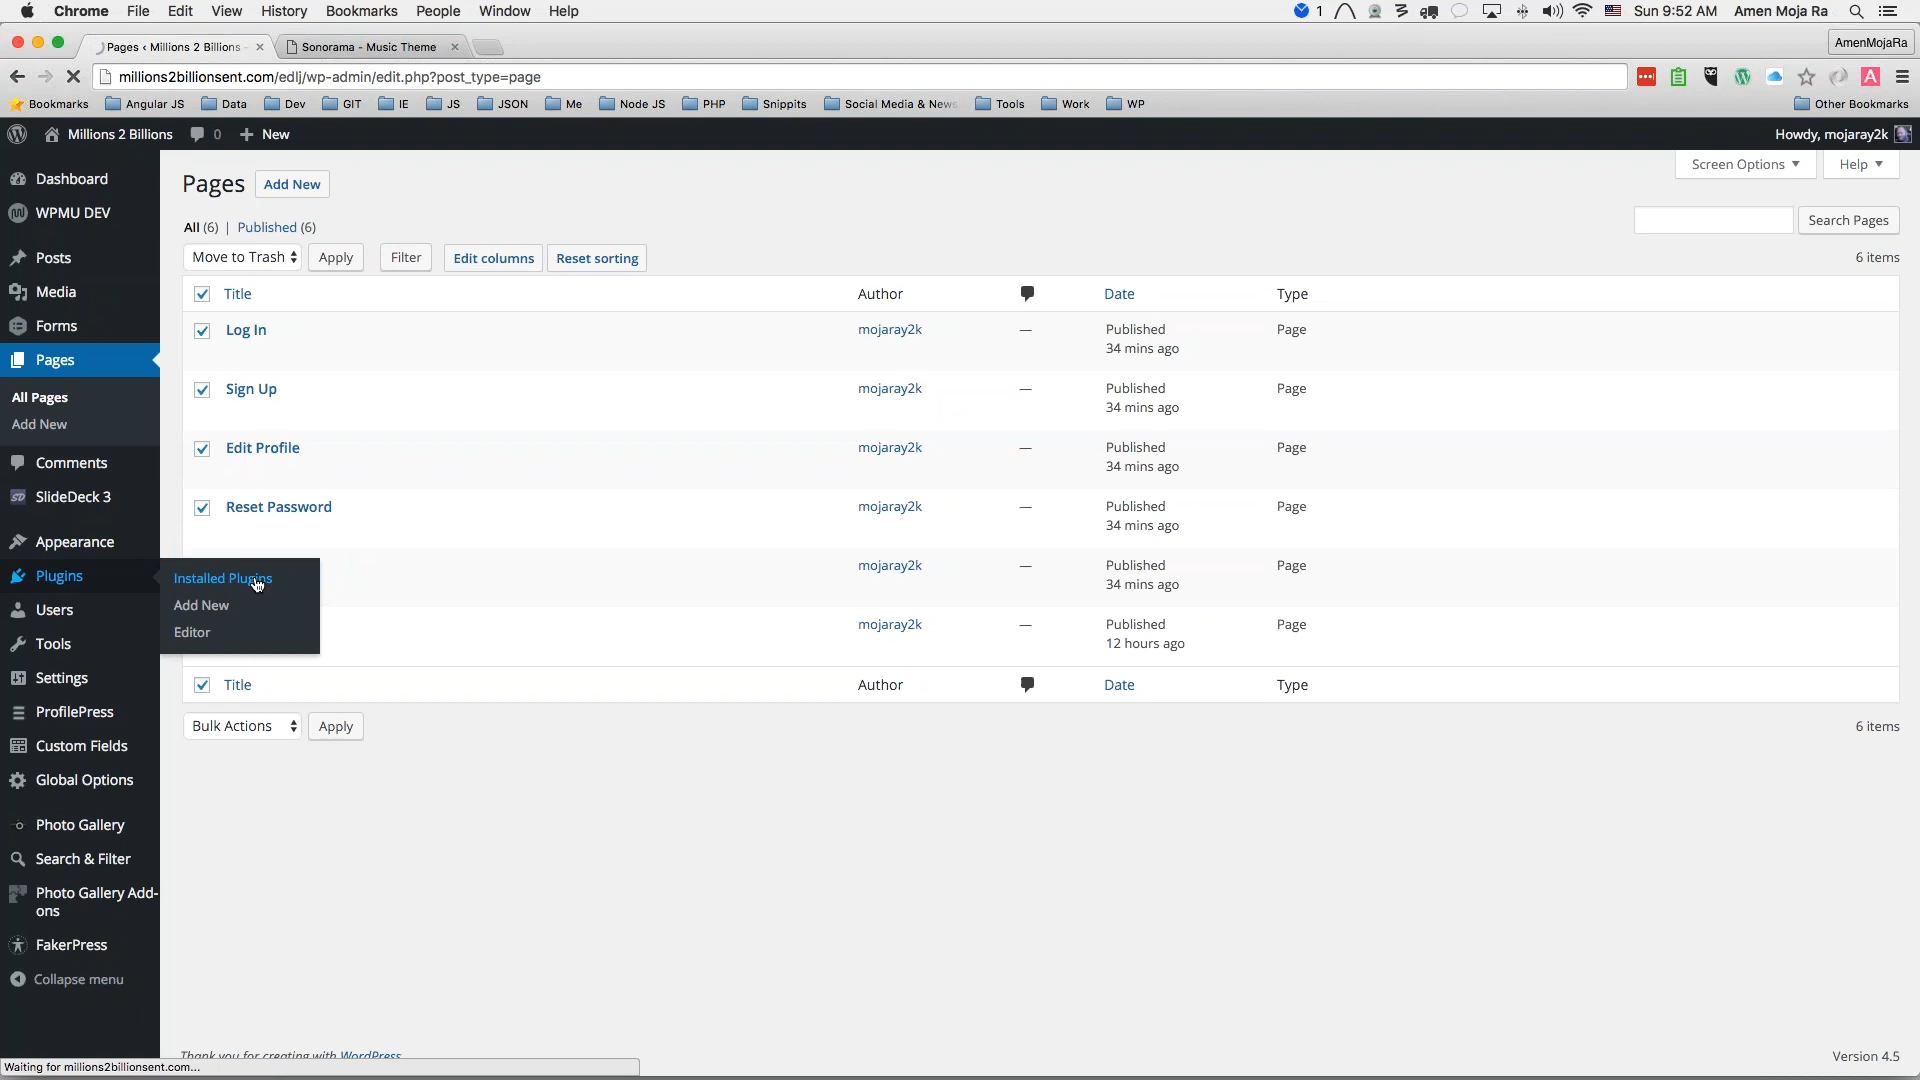 Chrome File Edit View History Bookmarks People Window Help 1 Sun 9:52 AM Amen Moja Ra
Pages ‹ Millions 2 Billions Sonorama - Music Theme AmenMojaRa
millions2billionsent.com/edlj/wp-admin/edit.php?post_type=page
Bookmarks Angular JS Data Dev GIT IE JS JSON Me Node JS PHP Snippits Social Media & News Tools Work WP Other Bookmarks
Millions 2 Billions 0 + New Howdy, mojaray2k
Screen Options Help
Dashboard
WPMU DEV
Posts
Media
Forms
Pages
All Pages
Add New
Comments
SlideDeck 3
Appearance
Plugins
Users
Tools
Settings
ProfilePress
Custom Fields
Global Options
Photo Gallery
Search & Filter
Photo Gallery Add-
ons
FakerPress
Collapse menu
Installed Plugins
Add New
Editor
Pages Add New
All (6) | Published (6)
Search Pages
Move to Trash Apply Filter Edit columns Reset sorting 6 items
Title Author Date Type
Log In mojaray2k — Published Page
34 mins ago
Sign Up mojaray2k — Published Page
34 mins ago
Edit Profile mojaray2k — Published Page
34 mins ago
Reset Password mojaray2k — Published Page
34 mins ago
mojaray2k — Published Page
34 mins ago
mojaray2k — Published Page
12 hours ago
Title Author Date Type
Bulk Actions Apply 6 items
Thank you for creating with WordPress Version 4.5
Waiting for millions2billionsent.com...